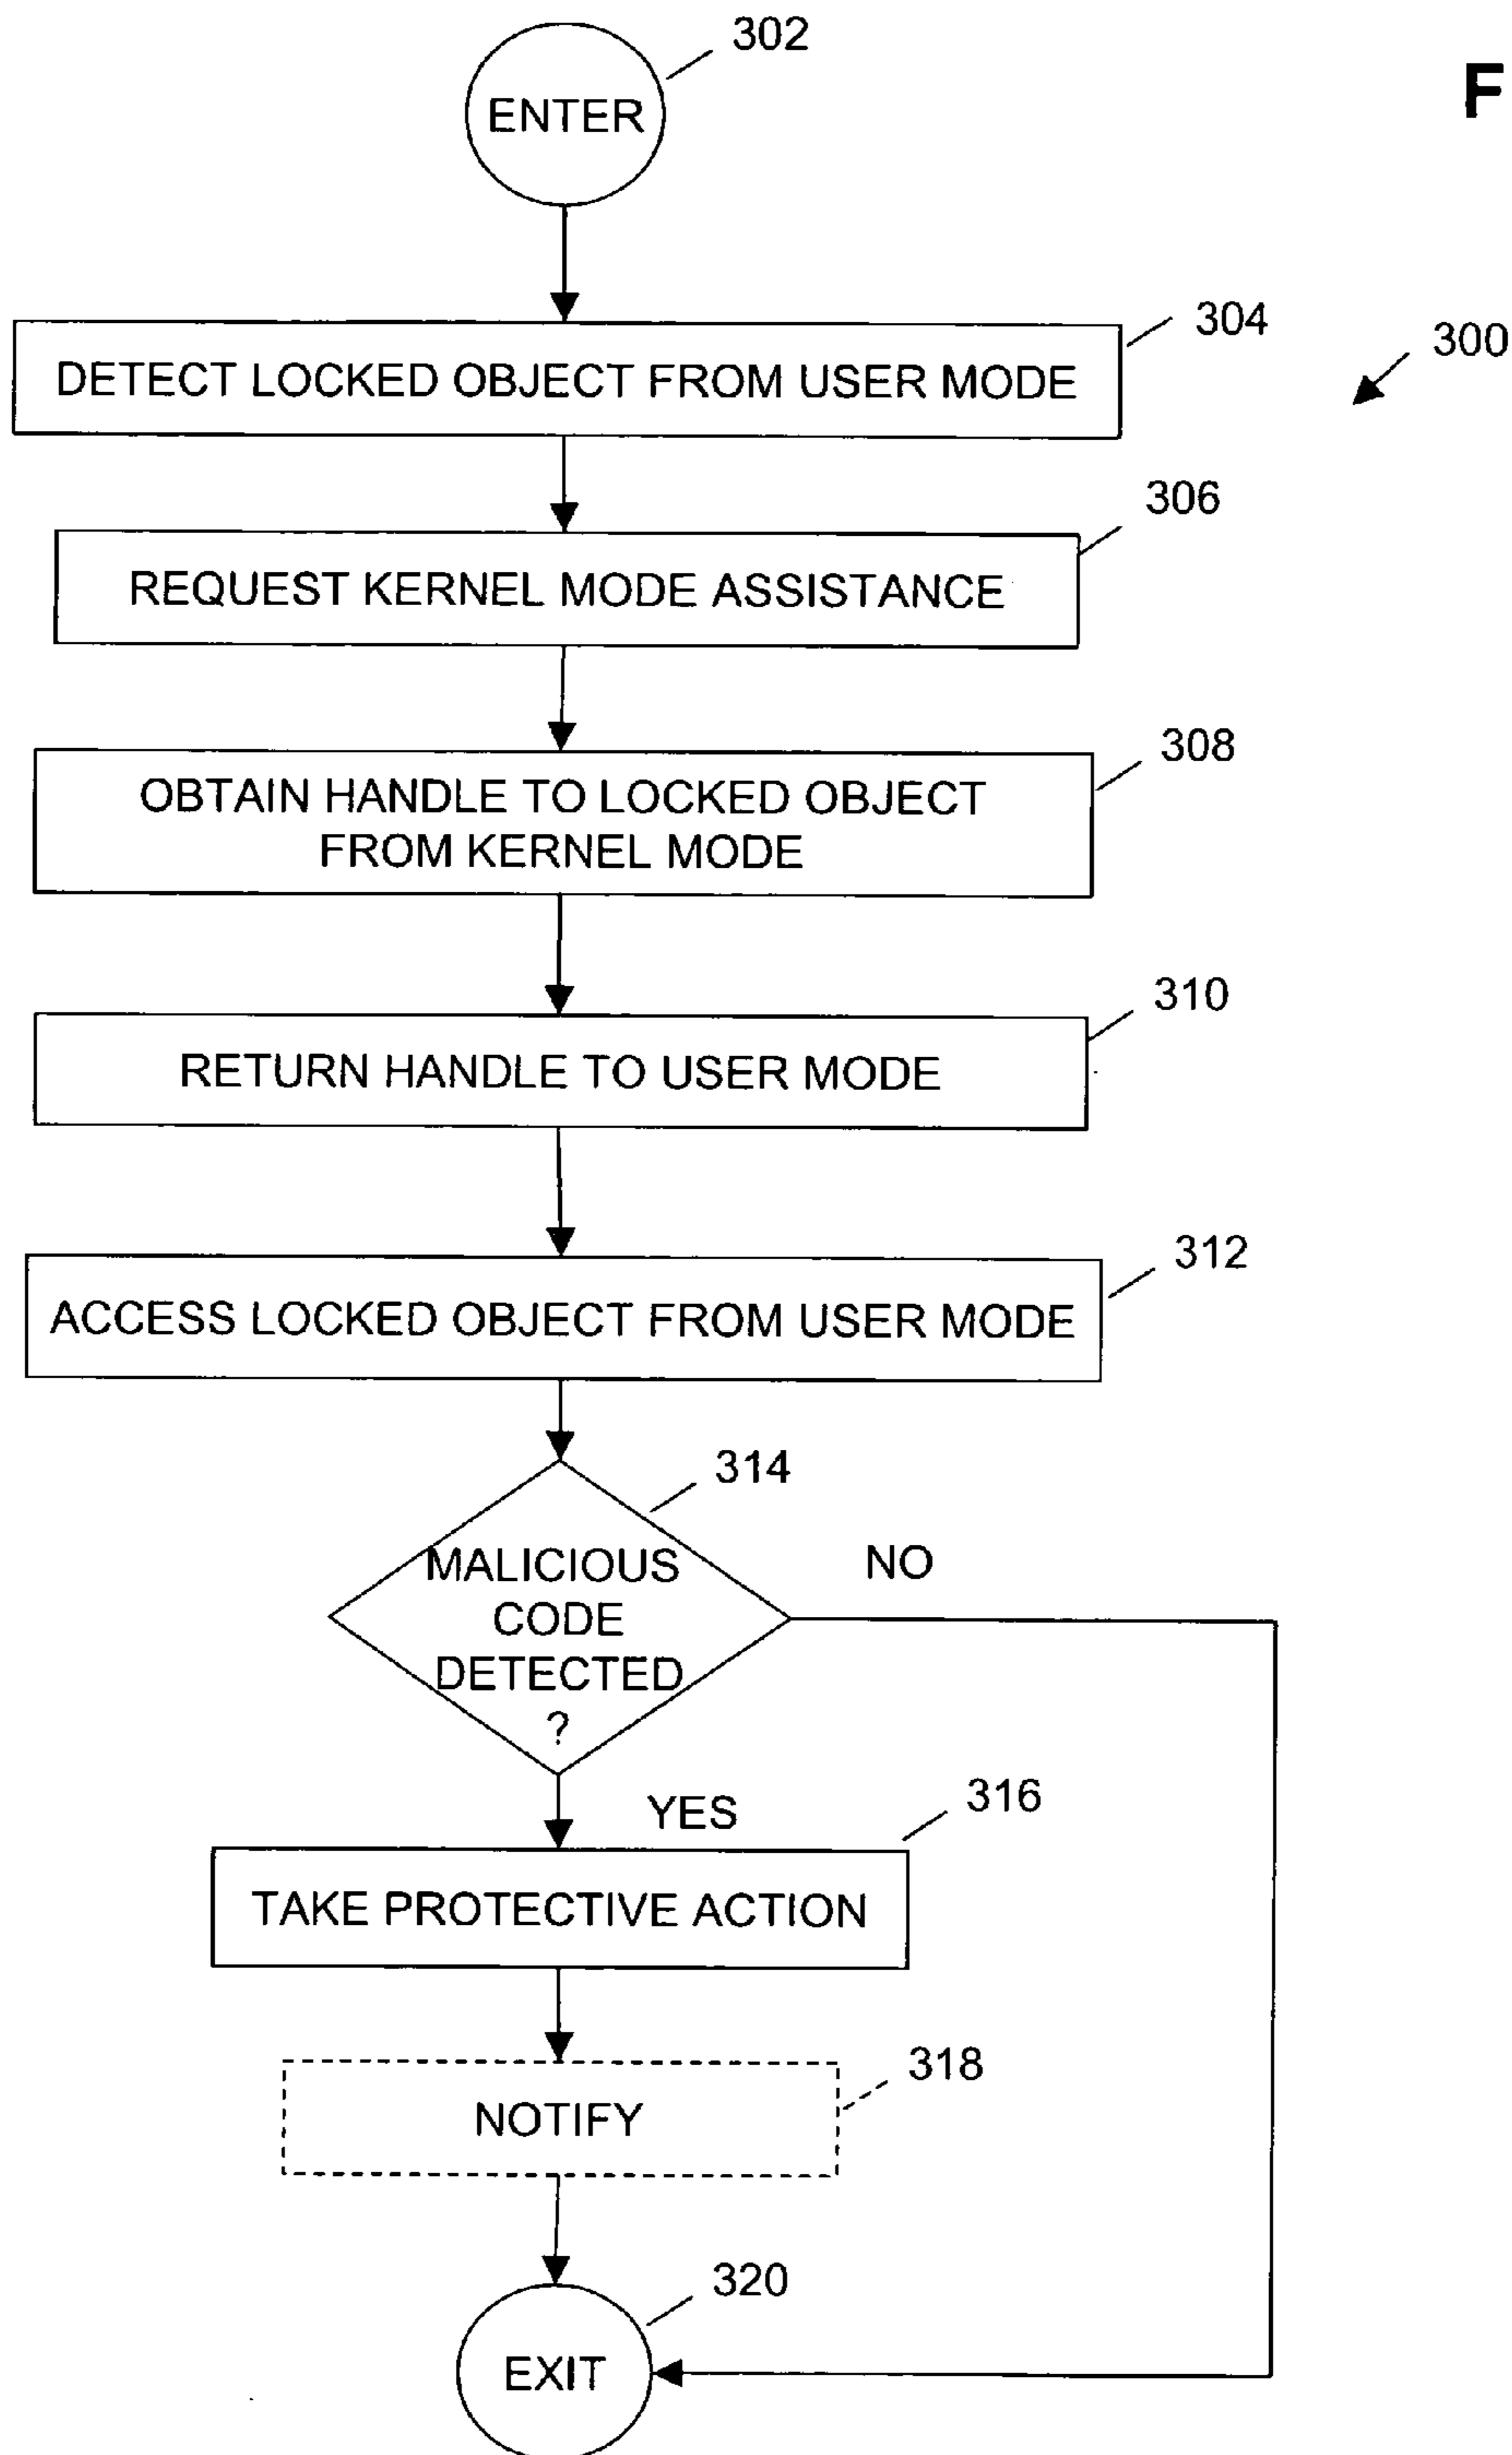 302
F
ENTER
304
300
DETECT LOCKED OBJECT FROM USER MODE
306
REQUEST KERNEL MODE ASSISTANCE
308
OBTAIN HANDLE TO LOCKED OBJECT
FROM KERNEL MODE
310
RETURN HANDLE TO USER MODE
312
ACCESS LOCKED OBJECT FROM USER MODE
314
NO
MALICIOUS
CODE
DETECTED
?
YES
316
TAKE PROTECTIVE ACTION
318
NOTIFY
320
EXIT